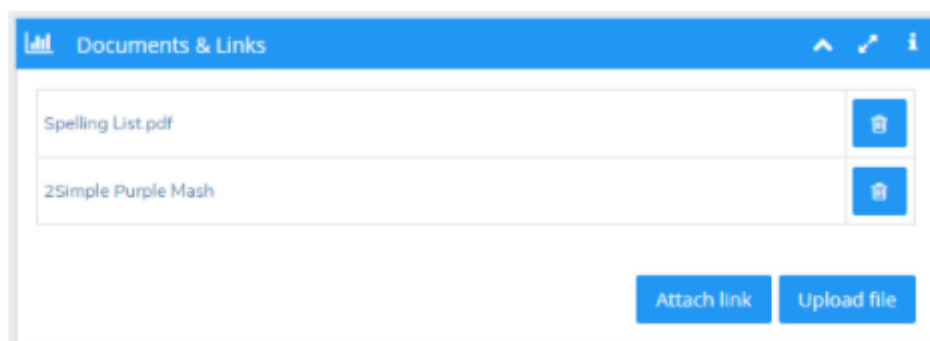 Documents & Links
Spelling List.pdf
2Simple Purple Mash
Attach link
Upload file